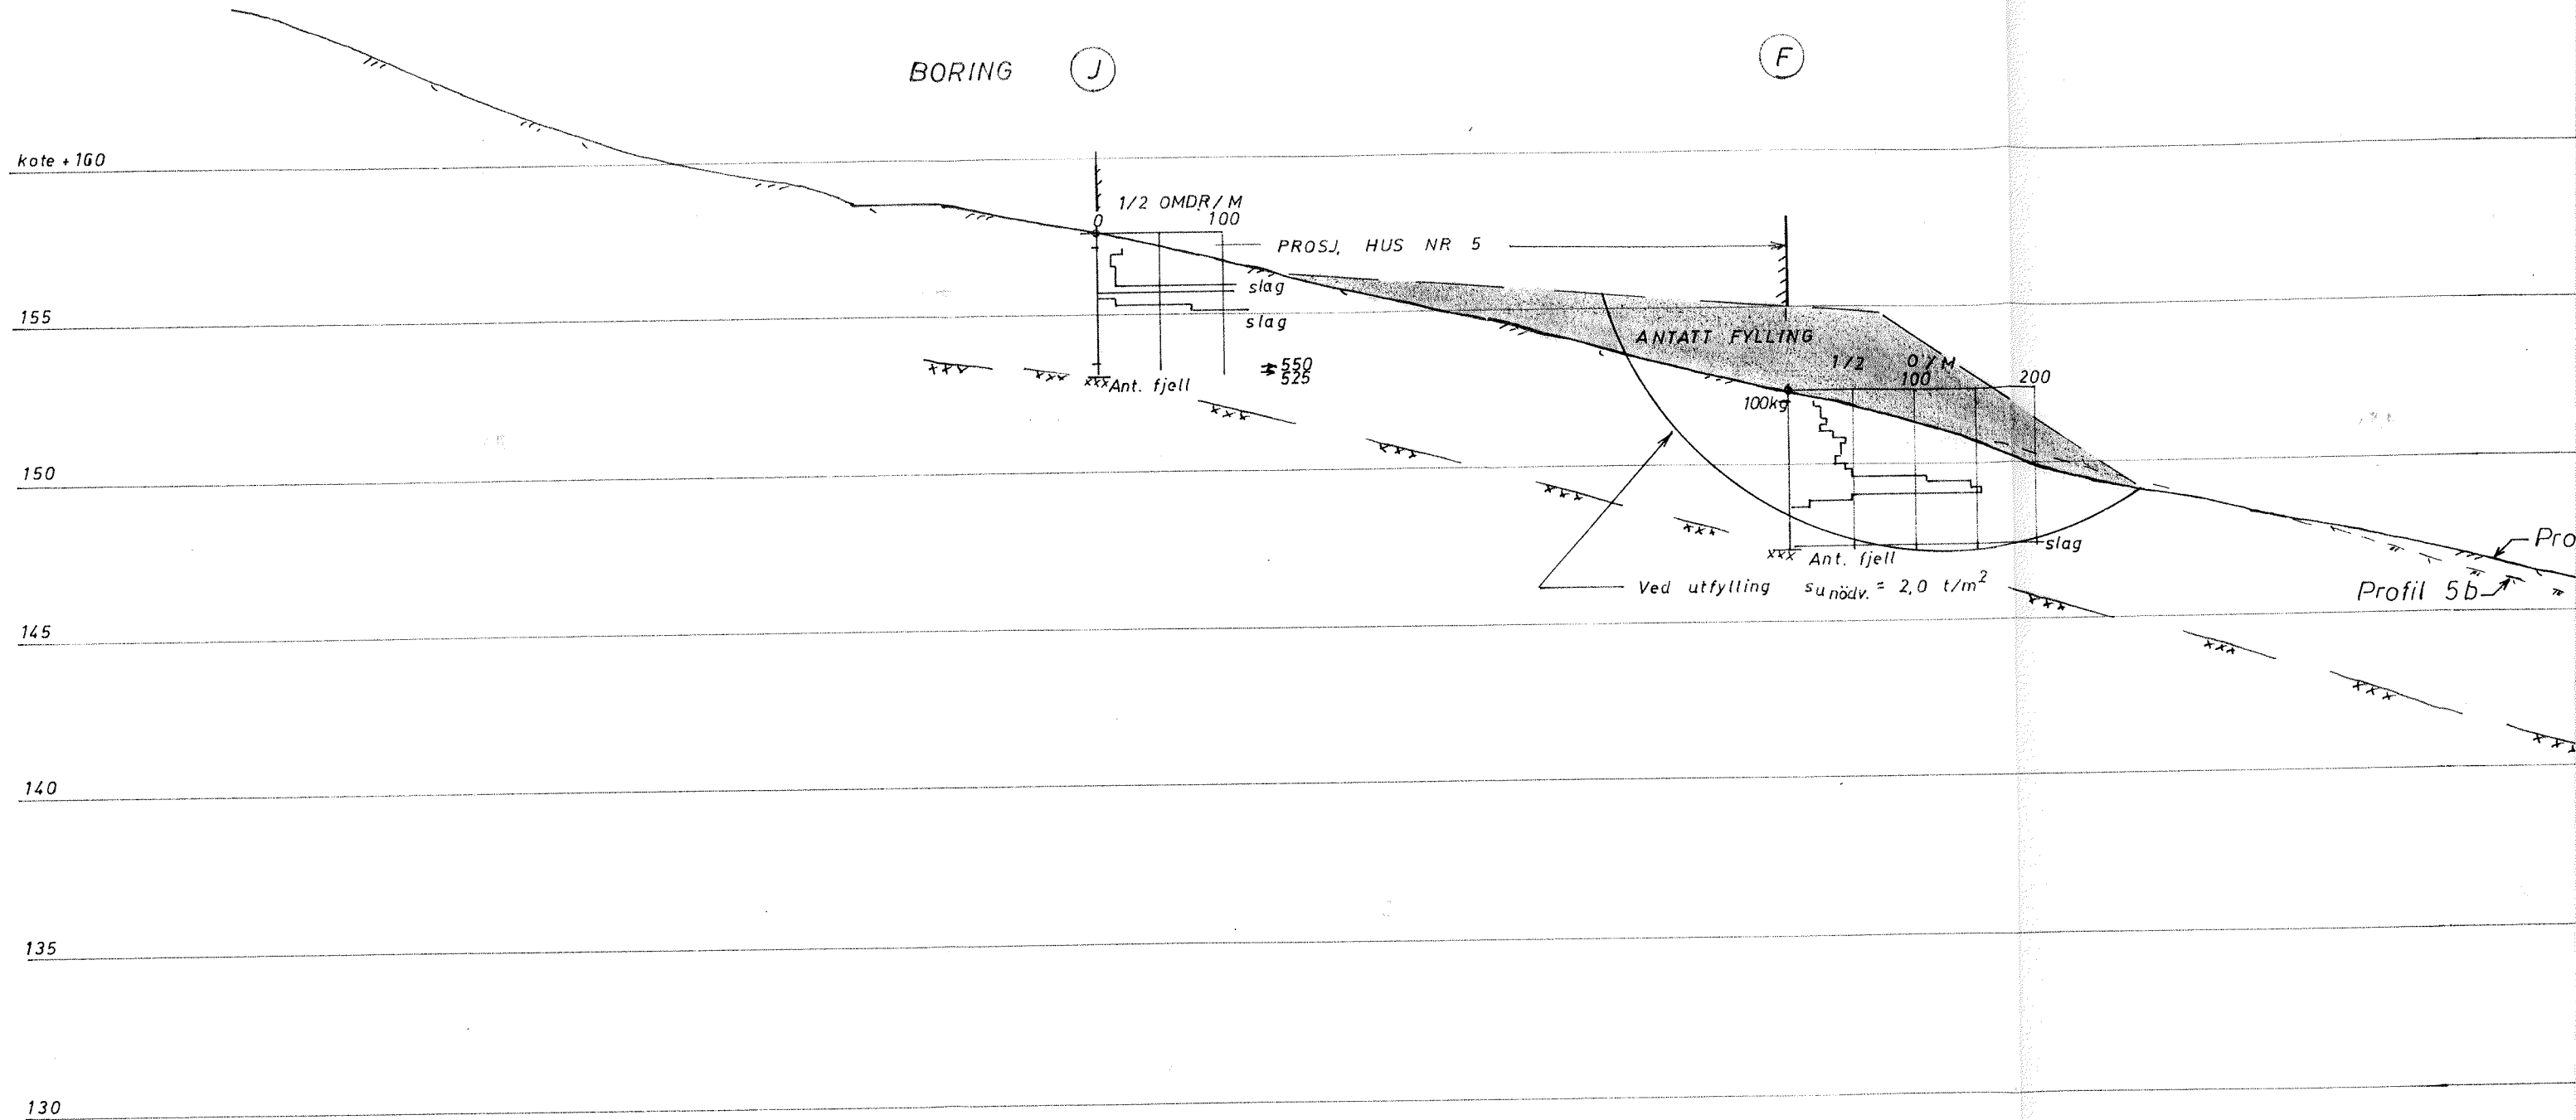 BORING J F
kote + 160
1/2 OMDR/M
0 100
PROSJ. HUS NR 5
slag
155
slag
ANTATT FYLLING
1/2 O/M
550
525
100 200
Ant. fjell
100kg
150
slag
Ant. fjell
Ved utfylling su nödv. = 2,0 t/m²
Pro
Profil 5b
145
140
135
130